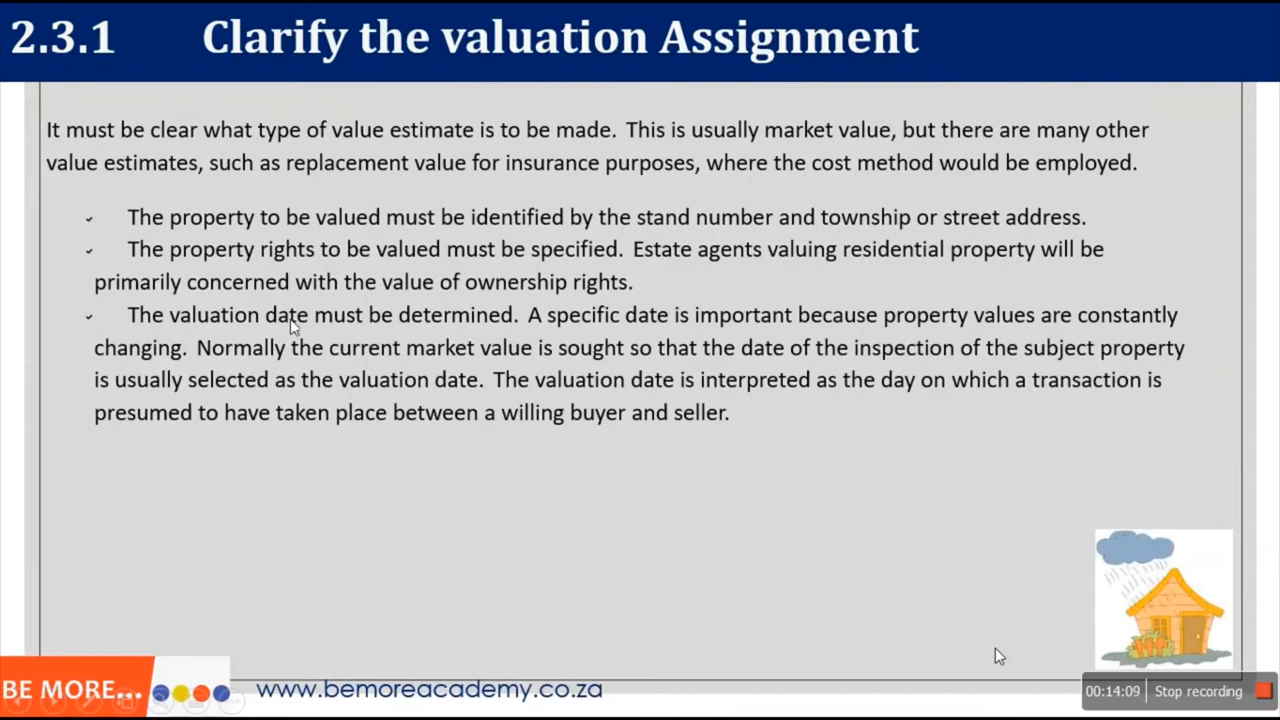 2.3.1 Clarify the valuation Assignment
It must be clear what type of value estimate is to be made. This is usually market value, but there are many other
value estimates, such as replacement value for insurance purposes, where the cost method would be employed.
✓ The property to be valued must be identified by the stand number and township or street address.
✓ The property rights to be valued must be specified. Estate agents valuing residential property will be
primarily concerned with the value of ownership rights.
✓ The valuation date must be determined. A specific date is important because property values are constantly
changing. Normally the current market value is sought so that the date of the inspection of the subject property
is usually selected as the valuation date. The valuation date is interpreted as the day on which a transaction is
presumed to have taken place between a willing buyer and seller.
BE MORE... www.bemoreacademy.co.za
00:14:09 Stop recording